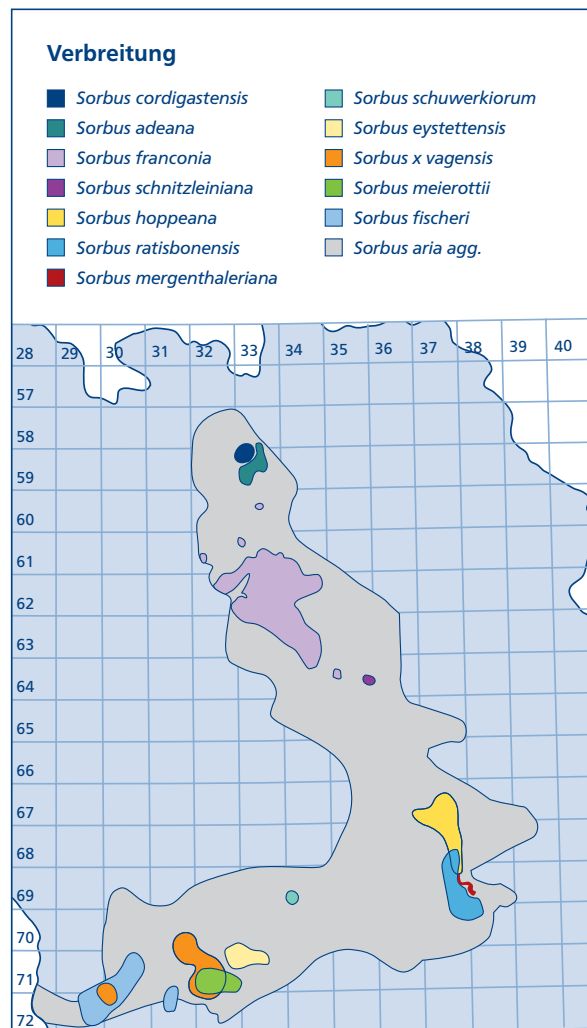 Verbreitung
Sorbus cordigastensis
Sorbus adeana
Sorbus franconia
Sorbus schnitzleiniana
Sorbus hoppeana
Sorbus ratisbonensis
Sorbus mergenthaleriana
Sorbus schuwerkiorum
Sorbus eystettensis
Sorbus x vagensis
Sorbus meierottii
Sorbus fischeri
Sorbus aria agg.
28 29 30 31 32 33 34 35 36 37 38 39 40
57
58
59
60
61
62
63
64
65
66
67
68
69
70
71
72